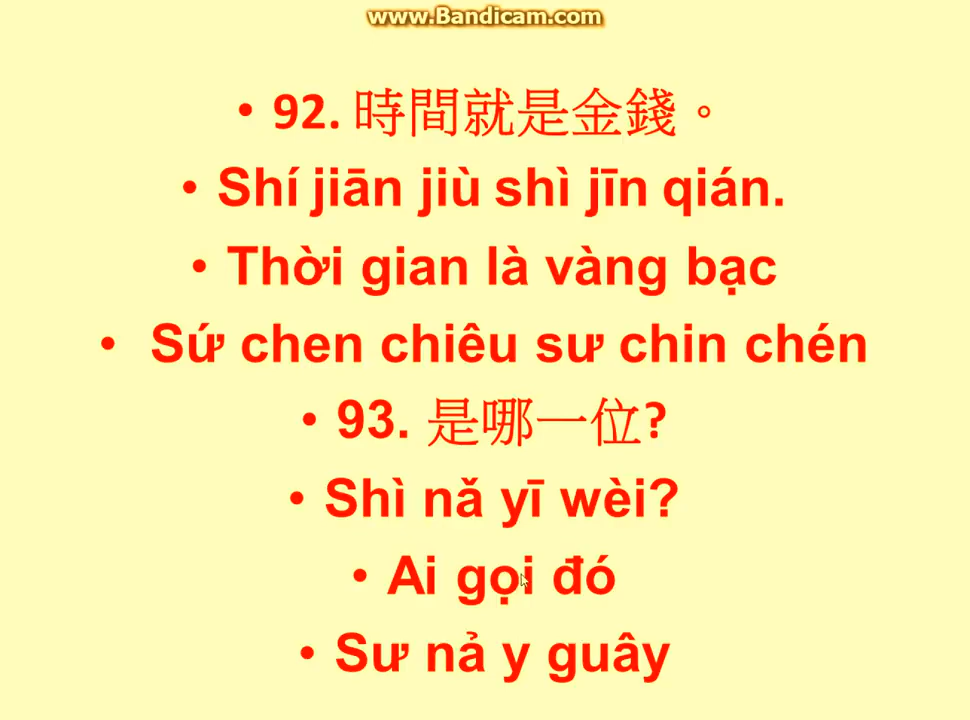 www.Bandicam.com
• 92. 時間就是金錢。
• Shí jiān jiù shì jīn qián.
• Thời gian là vàng bạc
• Sứ chen chiêu sư chin chén
• 93. 是哪一位?
• Shì nǎ yī wèi?
• Ai gọi đó
• Sư nả y guây